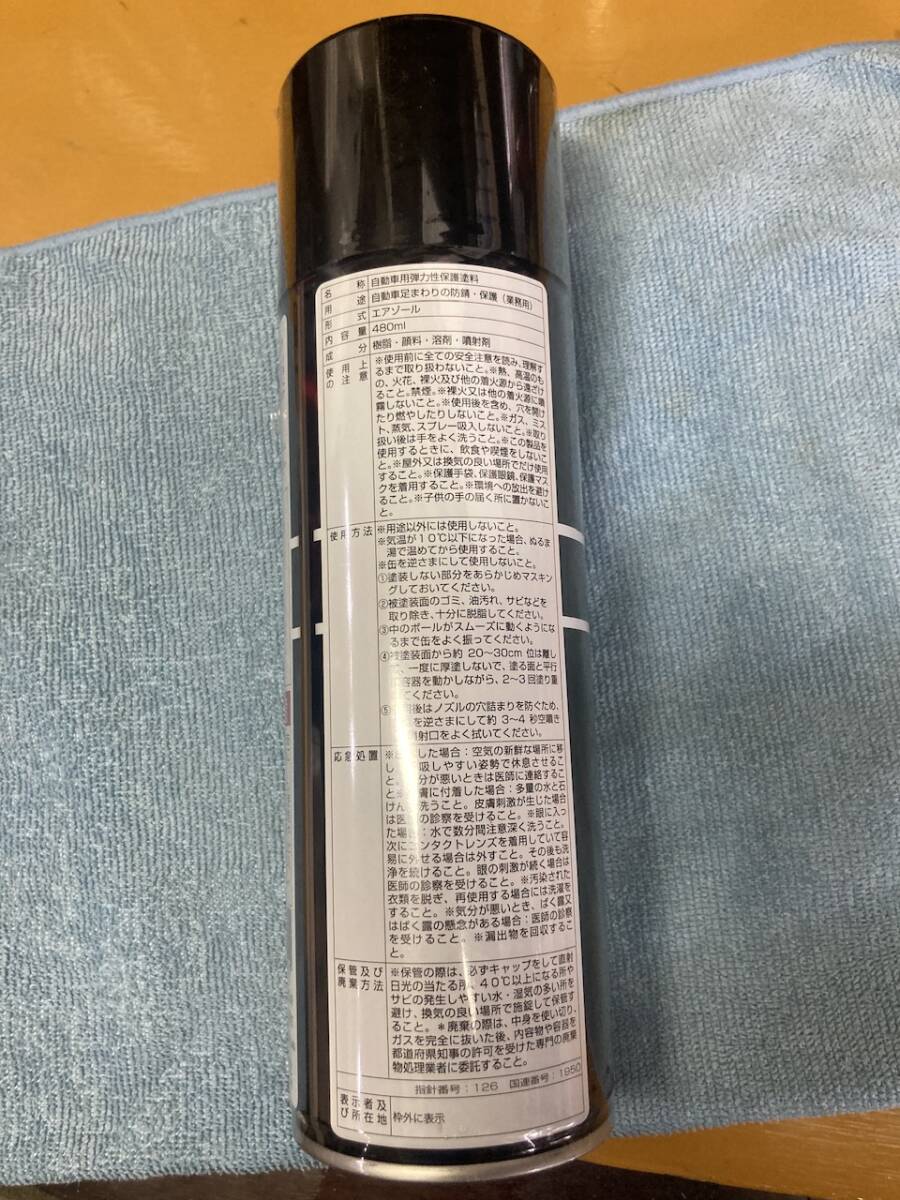 名称 自動車用弾力性保護塗料
用途 自動車足まわりの防錆・保護(業務用)
形式 エアゾール
内容量 480ml
成分 樹脂・顔料・溶剤・噴射剤
使用上 ※使用前に全ての安全注意を読み、理解す
の注意 るまで取り扱わないこと。※熱、高温のも
の、火花、裸火及び他の着火源から遠ざけ
ること。禁煙。※裸火又は他の着火源に噴
霧しないこと。※使用後を含め、穴を開け
たり燃やしたりしないこと。※ガス、ミス
ト、蒸気、スプレー吸入しないこと。※取り
扱い後は手をよく洗うこと。※この製品を
使用するときに、飲食や喫煙をしないこ
と。※屋外又は換気の良い場所でだけ使用
すること。※保護手袋、保護眼鏡、保護マス
クを着用すること。※環境への放出を避け
ること。※子供の手の届く所に置かないこ
と。
使用方法 ※用途以外には使用しないこと。
※気温が10℃以下になった場合、ぬるま
湯で温めてから使用すること。
※缶を逆さまにして使用しないこと。
①塗装しない部分をあらかじめマスキン
グしておいてください。
②被塗装面のゴミ、油汚れ、サビなどを
取り除き、十分に脱脂してください。
③中のボールがスムーズに動くようにな
るまで缶をよく振ってください。
④被塗装面から約20〜30cm位は離し
、一度に厚塗しないで、塗る面と平行
容器を動かしながら、2〜3回塗り重
てください。
⑤用後はノズルの穴詰まりを防ぐため、
を逆さまにして約3〜4秒空噴き
射口をよく拭いてください。
応急処置 ※した場合:空気の新鮮な場所に移
し吸しやすい姿勢で休息させるこ
と。分が悪いときは医師に連絡するこ
と※膚に付着した場合:多量の水と石
けん洗うこと。皮膚刺激が生じた場合
は医の診察を受けること。※眼に入っ
た場合:水で数分間注意深く洗うこと。
次にコンタクトレンズを着用していて容
易に外せる場合は外すこと。その後も洗
浄を続けること。眼の刺激が続く場合は
医師の診察を受けること。※汚染された
衣類を脱ぎ、再使用する場合には洗濯を
すること。※気分が悪いとき、ばく露又
はばく露の懸念がある場合:医師の診察
を受けること。※漏出物を回収するこ
と。
保管及び ※保管の際は、必ずキャップをして直射
廃棄方法 日光の当たる所、40℃以上になる所や
サビの発生しやすい水・湿気の多い所を
避け、換気の良い場所で施錠して保管す
ること。＊廃棄の際は、中身を使い切り、
ガスを完全に抜いた後、内容物や容器を
都道府県知事の許可を受けた専門の廃棄
物処理業者に委託すること。
指針番号:126 国連番号:1950
表示者及
び所在地 枠外に表示